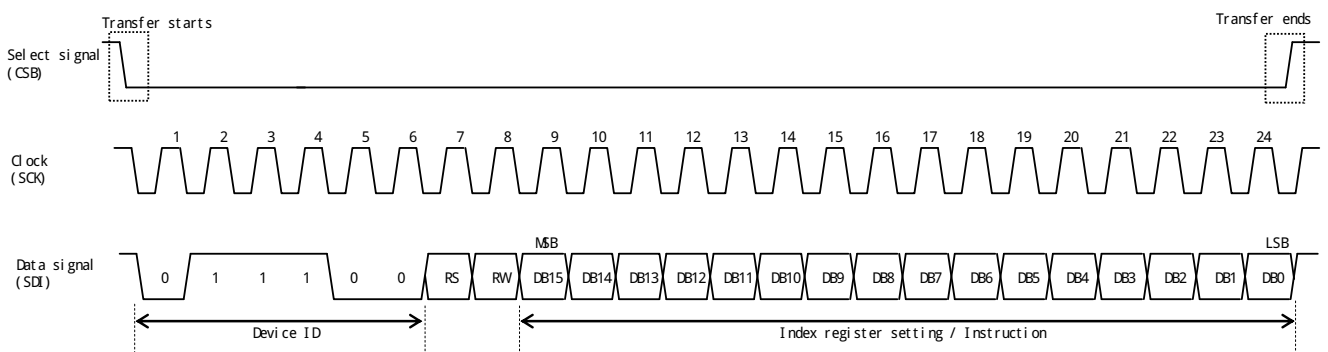 Transfer starts
Transfer ends
Select signal
(CSB)
1 2 3 4 5 6 7 8 9 10 11 12 13 14 15 16 17 18 19 20 21 22 23 24
Clock
(SCK)
MSB
LSB
Data signal
(SDI)
0 1 1 1 0 0 RS RW DB15 DB14 DB13 DB12 DB11 DB10 DB9 DB8 DB7 DB6 DB5 DB4 DB3 DB2 DB1 DB0
Device ID
Index register setting / Instruction